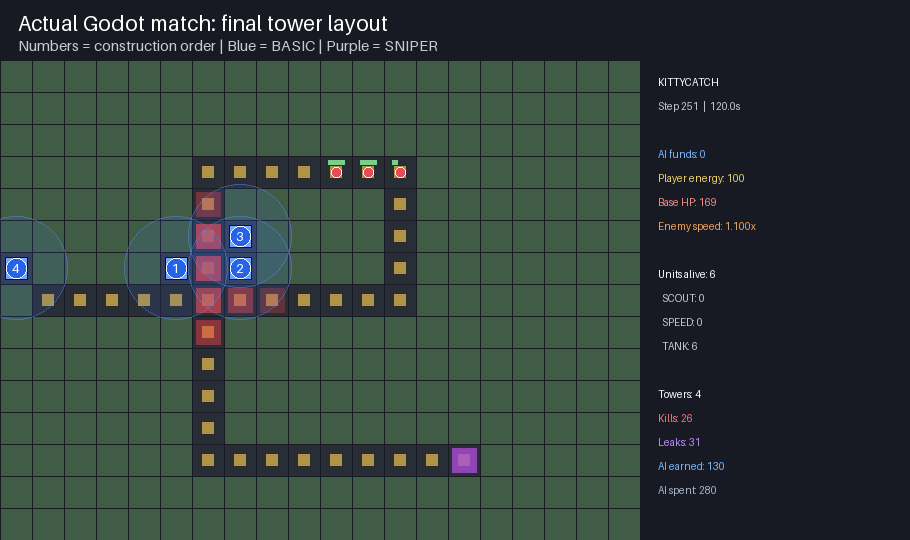 Actual Godot match: final tower layout
Numbers = construction order | Blue = BASIC | Purple = SNIPER
KITTYCATCH
Step 251 | 120.0s
AI funds: 0
Player energy: 100
Base HP: 169
Enemy speed: 1.100x
Units alive: 6
SCOUT: 0
SPEED: 0
TANK: 6
Towers: 4
Kills: 26
Leaks: 31
AI earned: 130
AI spent: 280
3
4
1
2